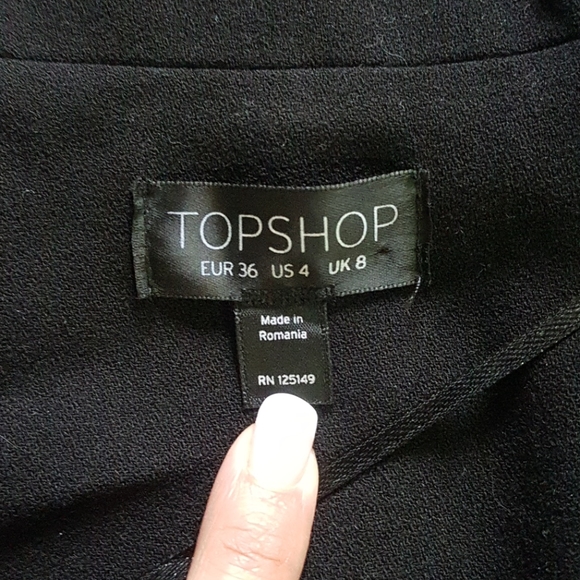 TOPSHOP
EUR 36 US 4 UK 8
Made in
Romania
RN 125149